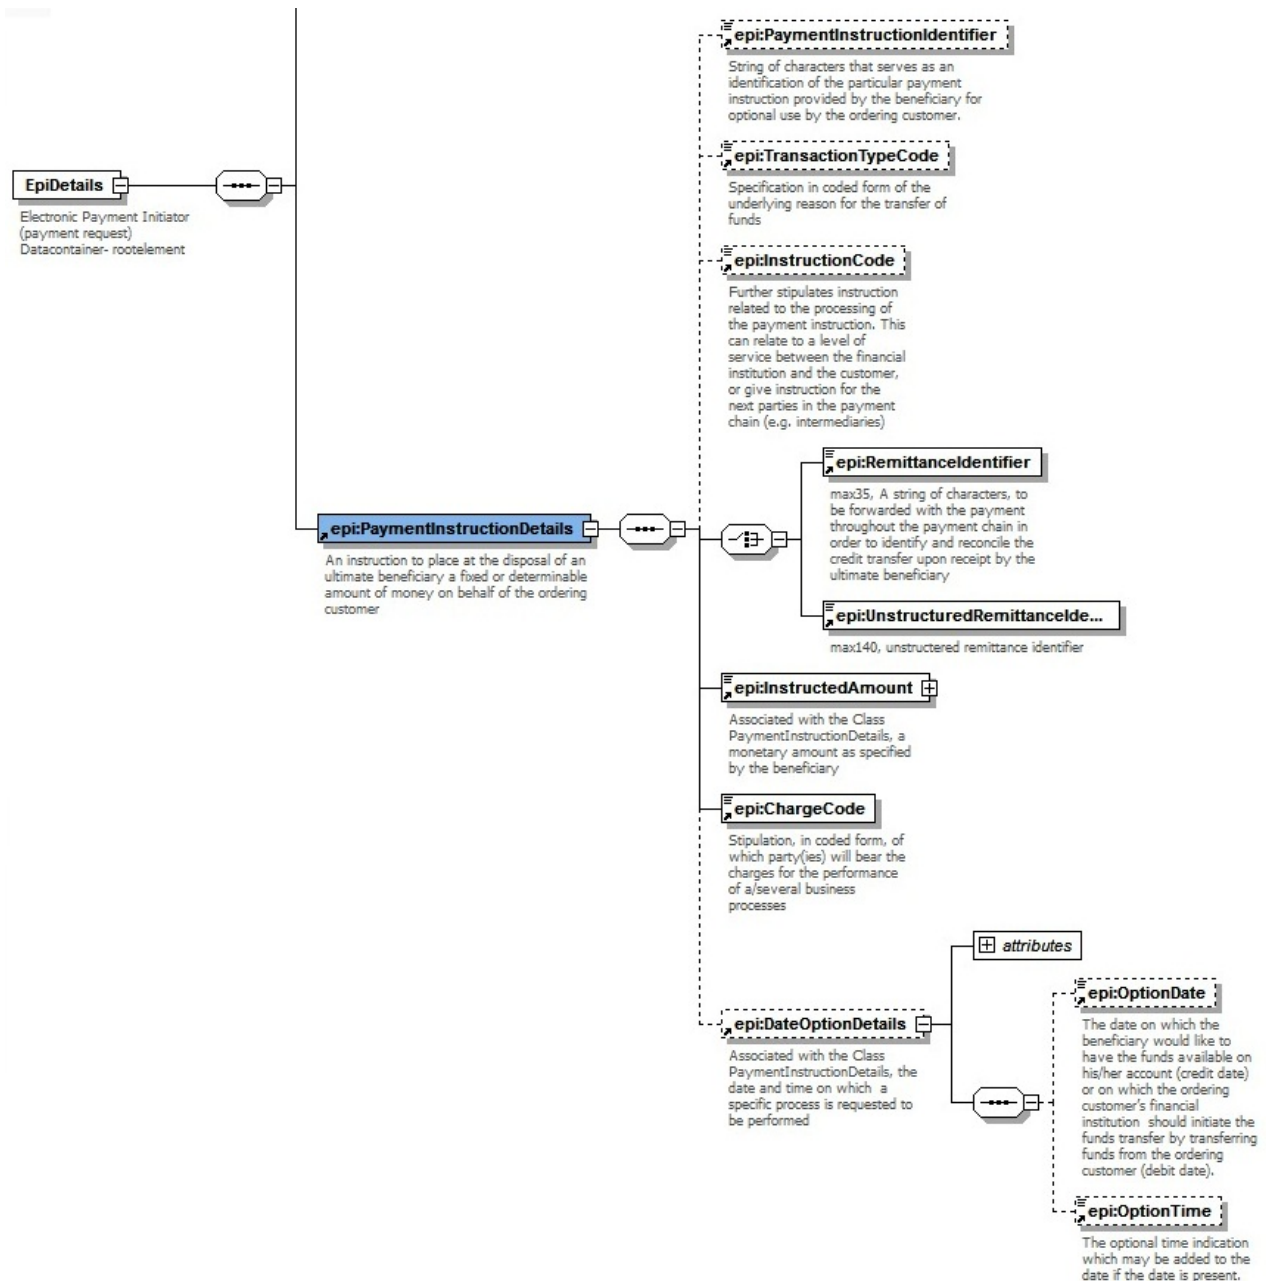 epi:PaymentInstructionIdentifier
String of characters that serves as an
identification of the particular payment
instruction provided by the beneficiary for
optional use by the ordering customer.
epi:TransactionTypeCode
Specification in coded form of the
underlying reason for the transfer of
funds
EpiDetails
Electronic Payment Initiator
(payment request)
Datacontainer- rootelement
epi:InstructionCode
Further stipulates instruction
related to the processing of
the payment instruction. This
can relate to a level of
service between the financial
institution and the customer,
or give instruction for the
next parties in the payment
chain (e.g. intermediaries)
epi:RemittanceIdentifier
max35, A string of characters, to
be forwarded with the payment
throughout the payment chain in
order to identify and reconcile the
credit transfer upon receipt by the
ultimate beneficiary
epi:PaymentInstructionDetails
An instruction to place at the disposal of an
ultimate beneficiary a fixed or determinable
amount of money on behalf of the ordering
customer
epi:UnstructuredRemittanceIde...
max140, unstructered remittance identifier
epi:InstructedAmount
Associated with the Class
PaymentInstructionDetails, a
monetary amount as specified
by the beneficiary
epi:ChargeCode
Stipulation, in coded form, of
which party(ies) will bear the
charges for the performance
of a/several business
processes
attributes
epi:DateOptionDetails
Associated with the Class
PaymentInstructionDetails, the
date and time on which  a
specific process is requested to
be performed
epi:OptionDate
The date on which the
beneficiary would like to
have the funds available on
his/her account (credit date)
or on which the ordering
customer's financial
institution  should initiate the
funds transfer by transferring
funds from the ordering
customer (debit date).
epi:OptionTime
The optional time indication
which may be added to the
date if the date is present.